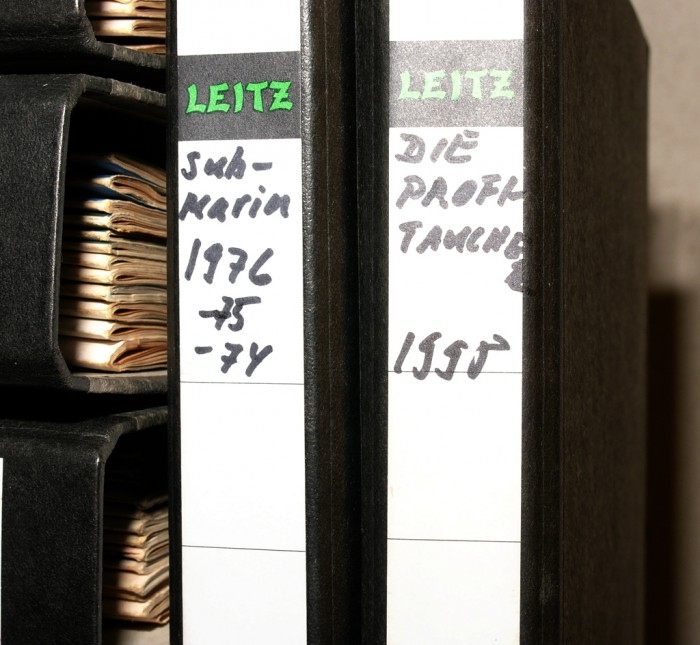 LEITZ
sub-
marin
1976
-75
-74
LEITZ
DIE
PROFI-
TAUCHE
R
1998